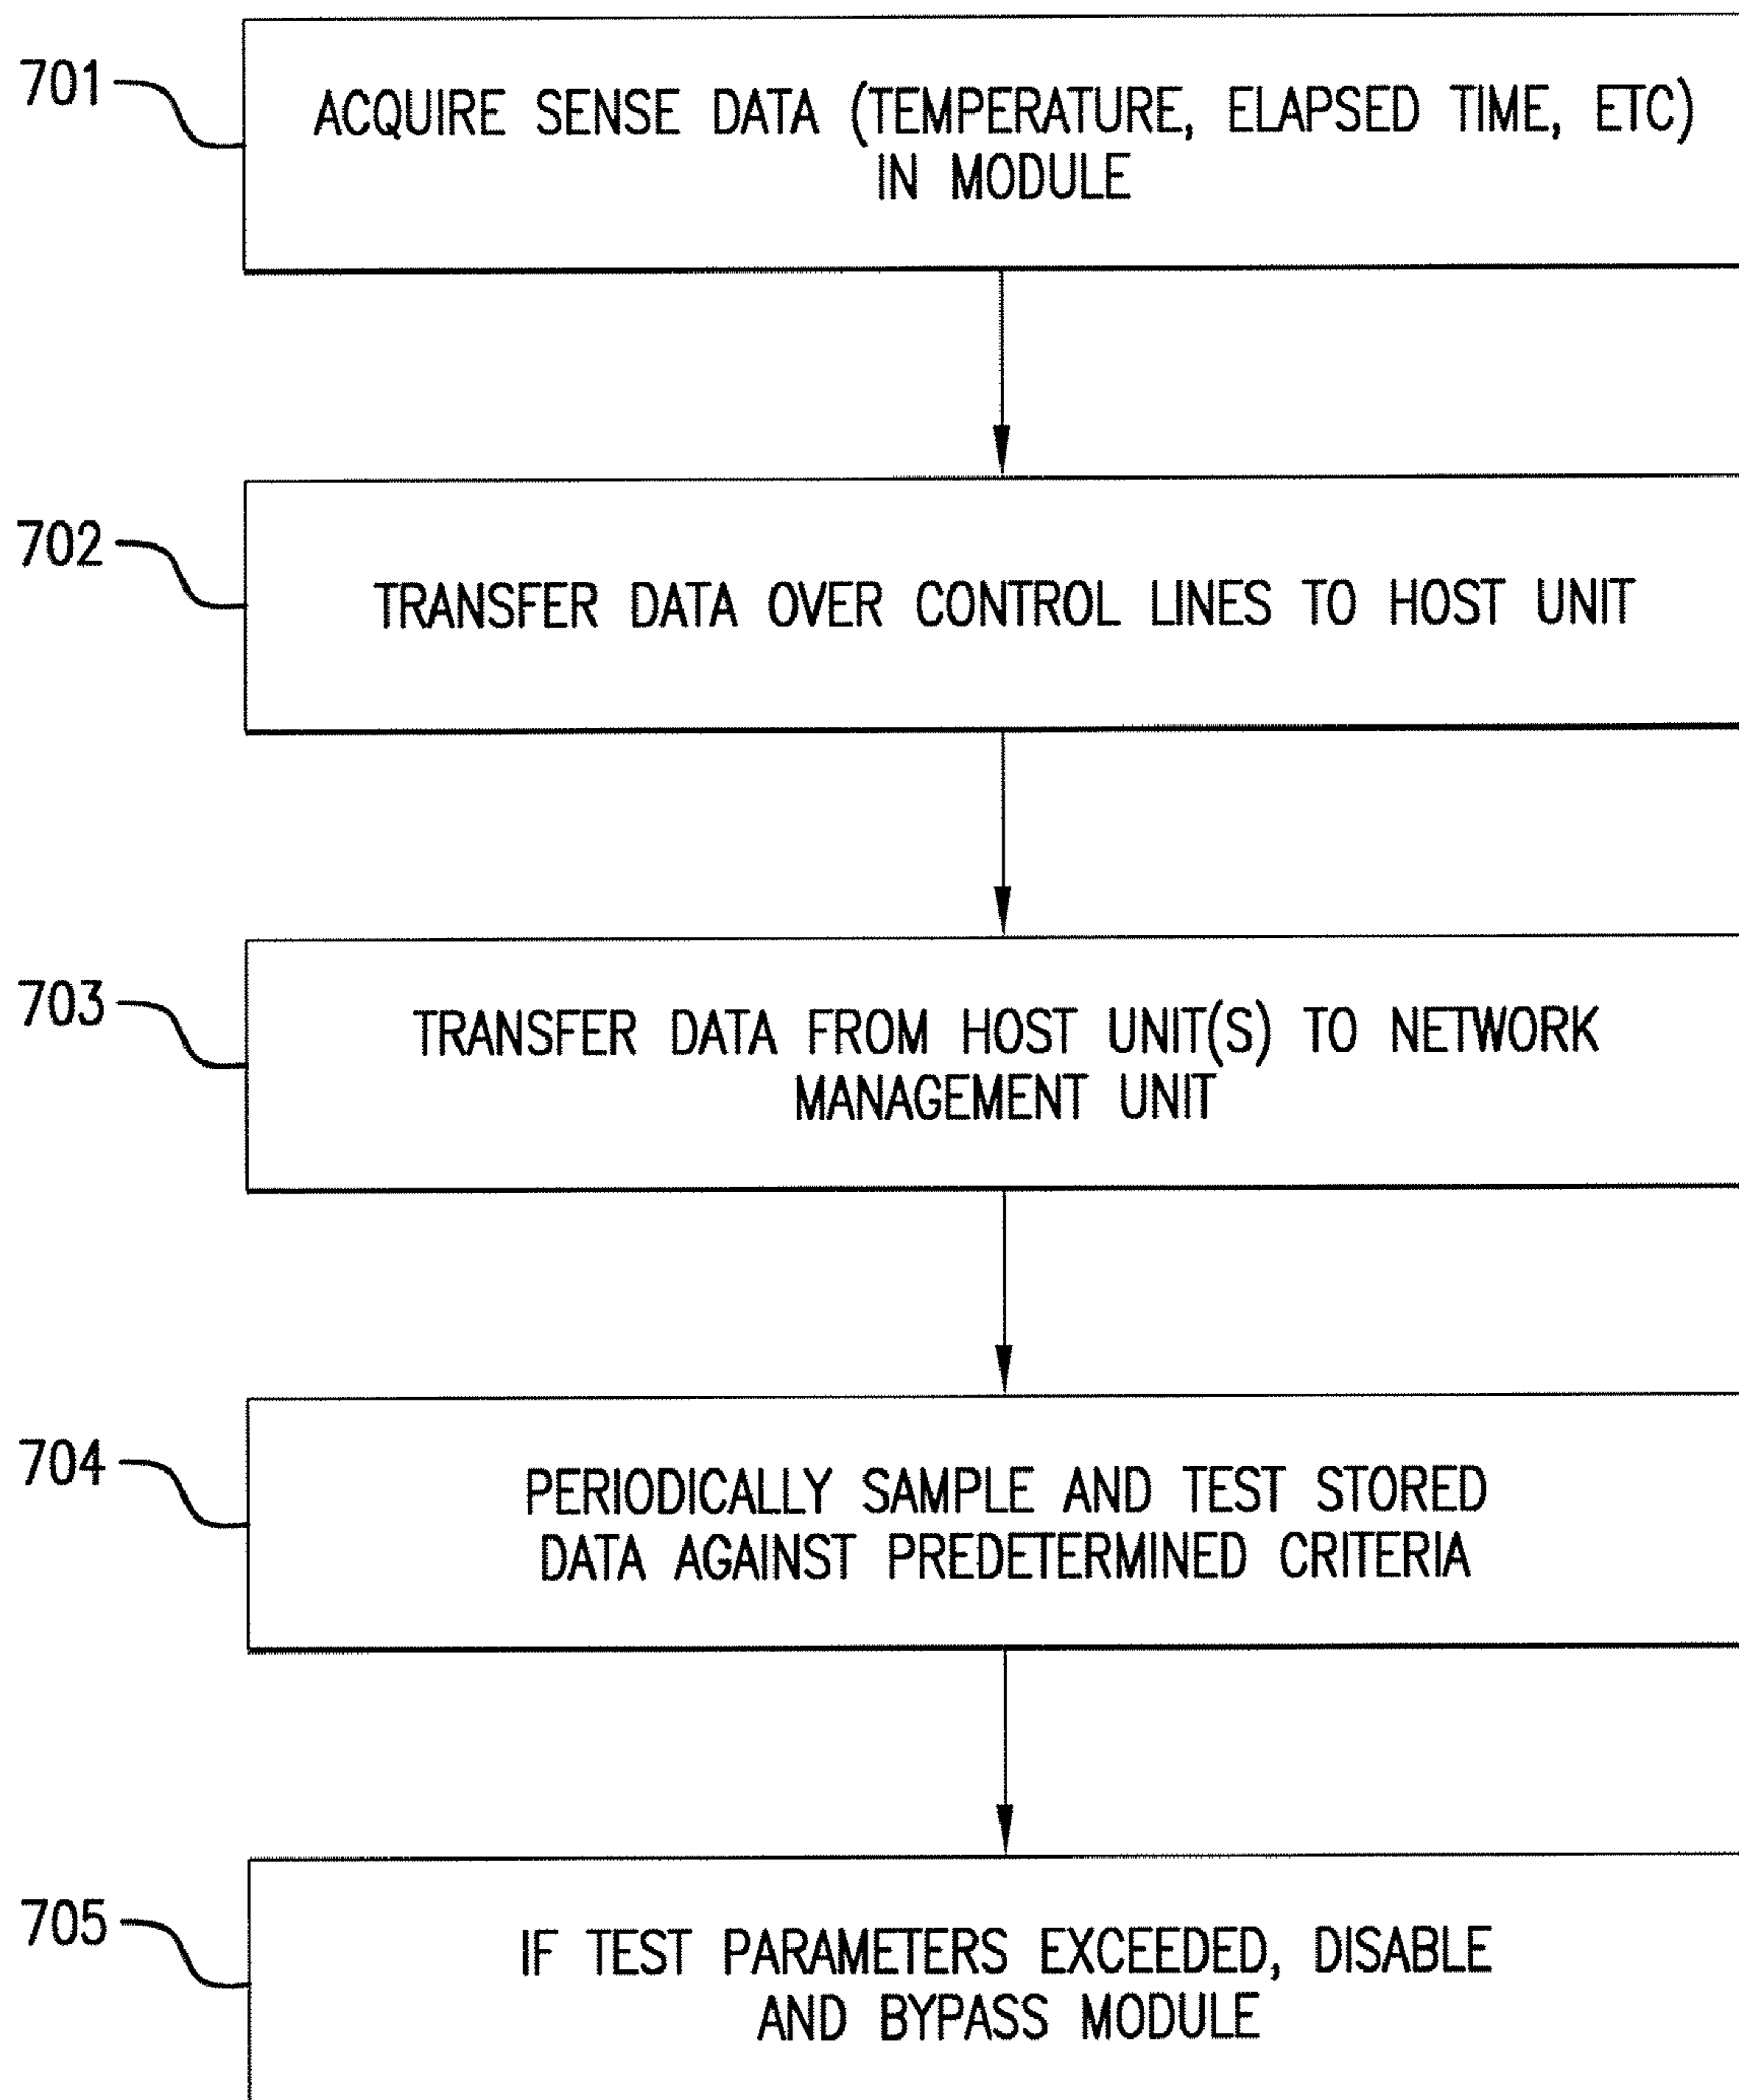 701
ACQUIRE SENSE DATA (TEMPERATURE, ELAPSED TIME, ETC)
IN MODULE
702
TRANSFER DATA OVER CONTROL LINES TO HOST UNIT
703
TRANSFER DATA FROM HOST UNIT(S) TO NETWORK
MANAGEMENT UNIT
704
PERIODICALLY SAMPLE AND TEST STORED
DATA AGAINST PREDETERMINED CRITERIA
705
IF TEST PARAMETERS EXCEEDED, DISABLE
AND BYPASS MODULE